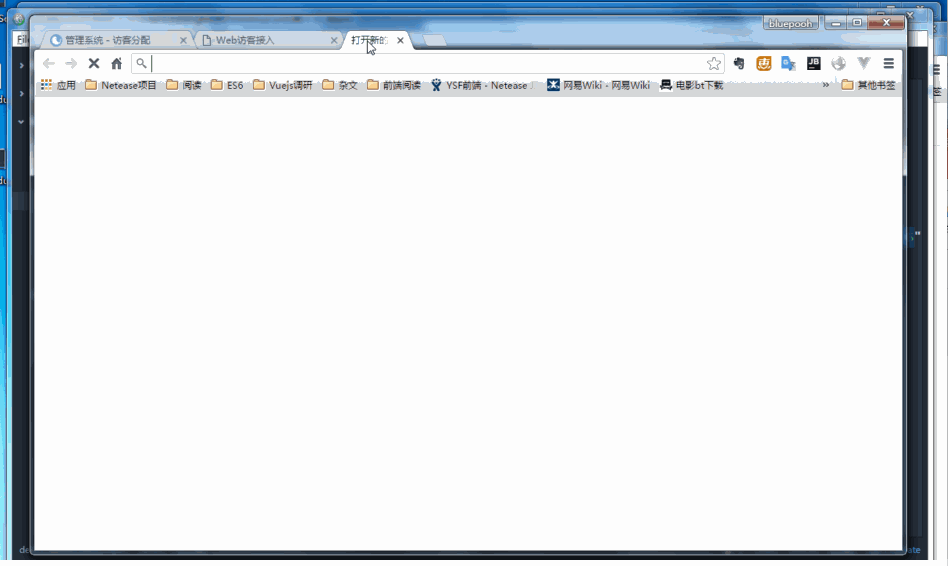 bluepooh
管理系统 - 访客分配
Web访客接入
打开新的
应用 Netease项目 阅读 ES6 Vuejs调研 杂文 前端阅读 YSF前端 - Netease 网易Wiki - 网易Wiki 电影bt下载 » 其他书签